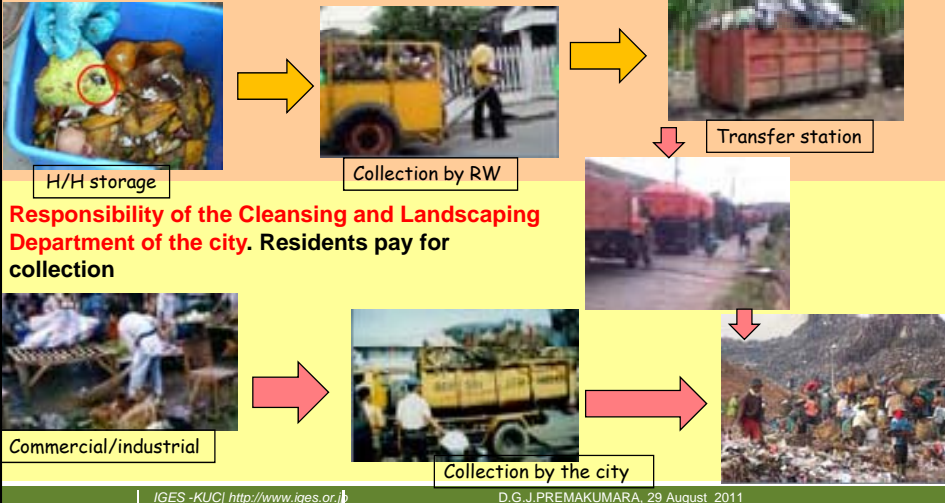 H/H storage
Collection by RW
Transfer station
Responsibility of the Cleansing and Landscaping
Department of the city. Residents pay for
collection
Commercial/industrial
Collection by the city
IGES -KUC| http://www.iges.or.jp
D.G.J.PREMAKUMARA, 29 August 2011